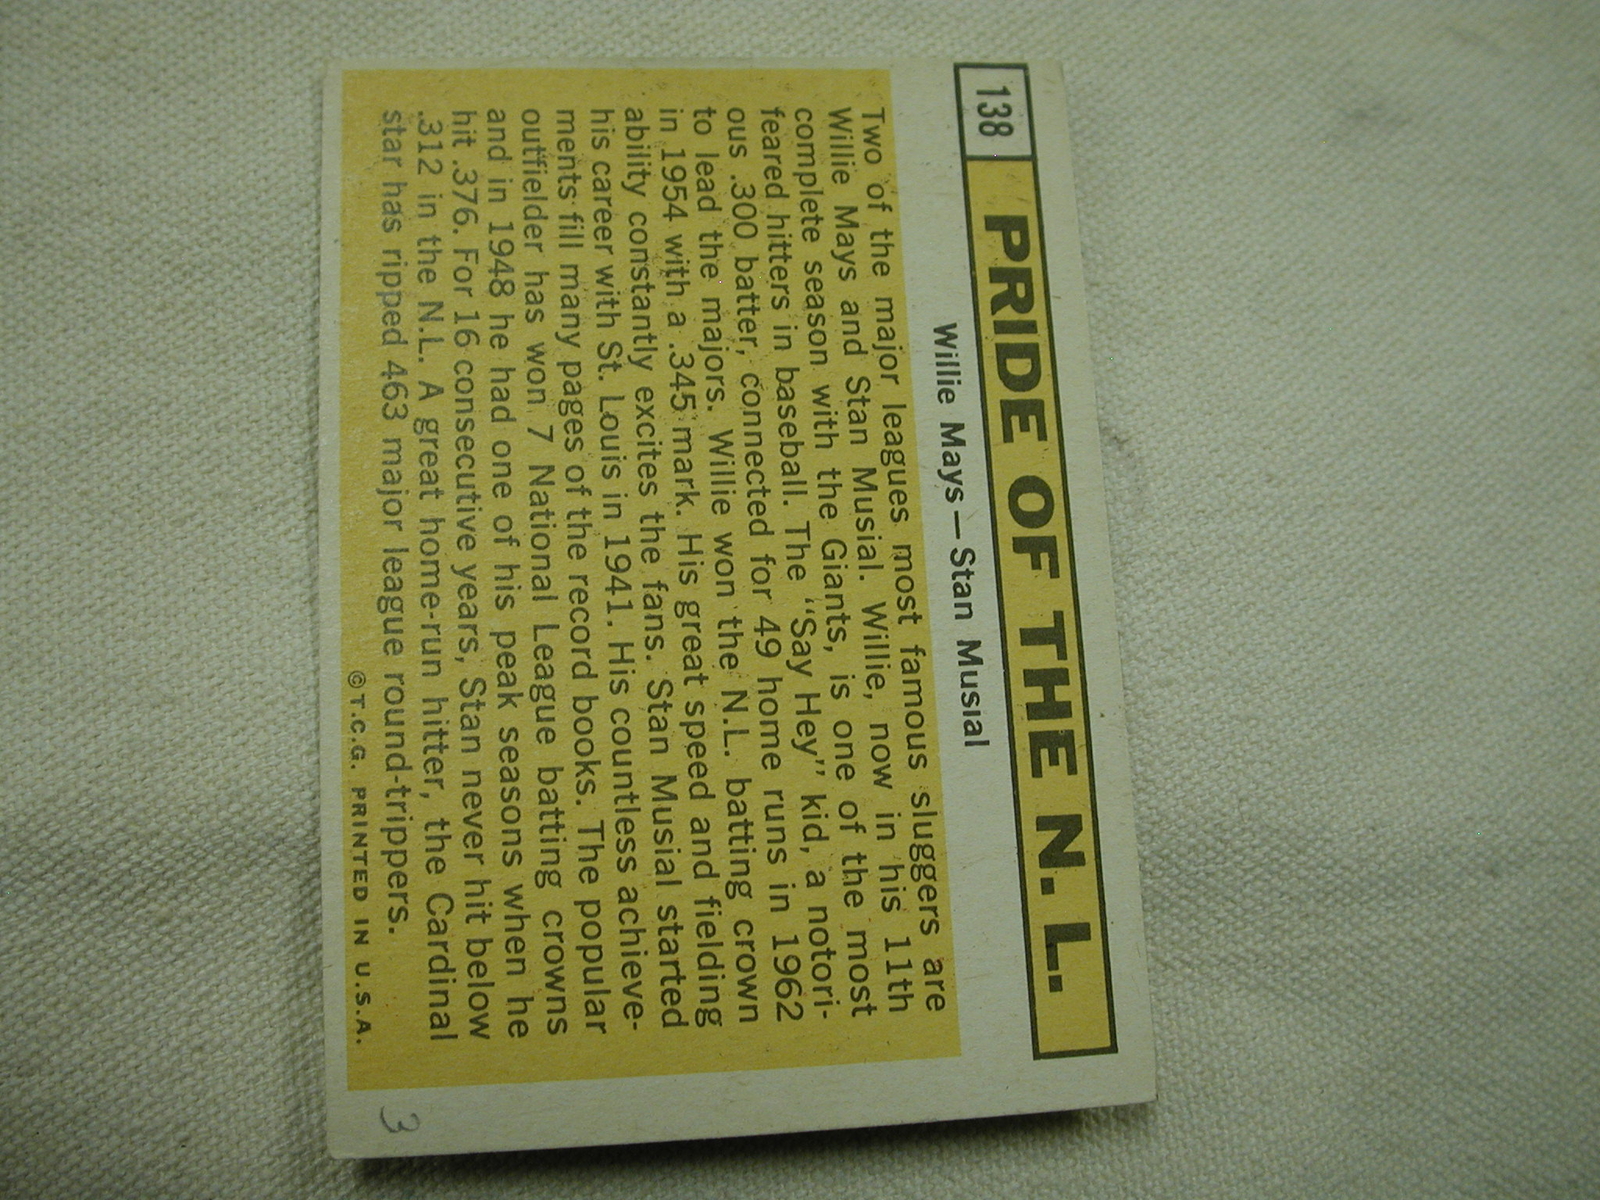 138
PRIDE OF THE N. L.
Willie Mays — Stan Musial
Two of the major leagues most famous sluggers are
Willie Mays and Stan Musial. Willie, now in his 11th
complete season with the Giants, is one of the most
feared hitters in baseball. The "Say Hey" kid, a notori-
ous .300 batter, connected for 49 home runs in 1962
to lead the majors. Willie won the N.L. batting crown
in 1954 with a .345 mark. His great speed and fielding
ability constantly excites the fans. Stan Musial started
his career with St. Louis in 1941. His countless achieve-
ments fill many pages of the record books. The popular
outfielder has won 7 National League batting crowns
and in 1948 he had one of his peak seasons when he
hit .376. For 16 consecutive years, Stan never hit below
.312 in the N.L. A great home-run hitter, the Cardinal
star has ripped 463 major league round-trippers.
© T.C.G. PRINTED IN U.S.A.
3